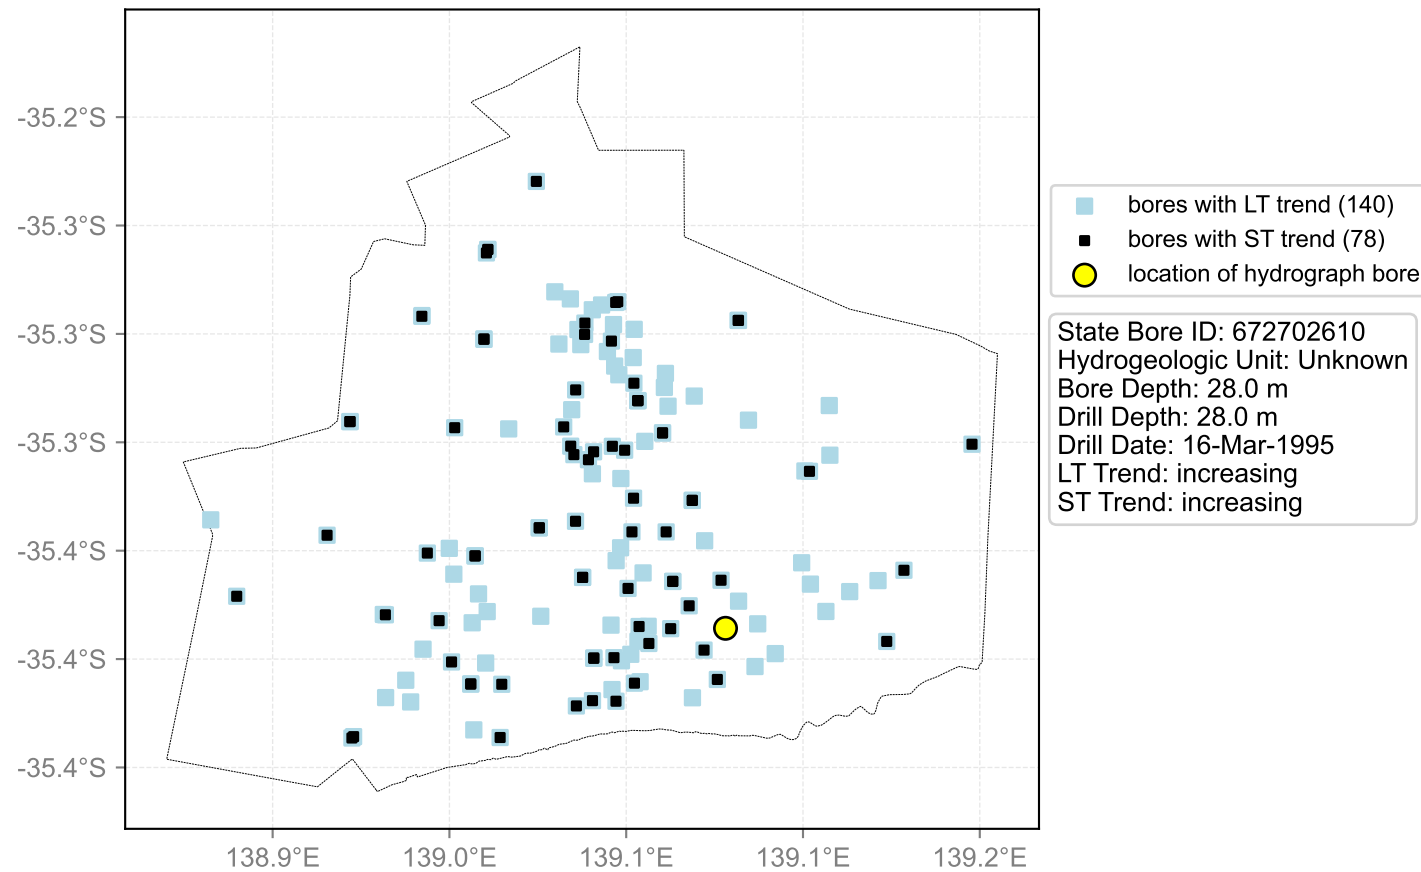 -35.2°S
-35.3°S
-35.3°S
-35.3°S
-35.4°S
-35.4°S
-35.4°S
138.9°E
139.0°E
139.1°E
139.1°E
139.2°E
bores with LT trend (140)
bores with ST trend (78)
location of hydrograph bore
State Bore ID: 672702610
Hydrogeologic Unit: Unknown
Bore Depth: 28.0 m
Drill Depth: 28.0 m
Drill Date: 16-Mar-1995
LT Trend: increasing
ST Trend: increasing